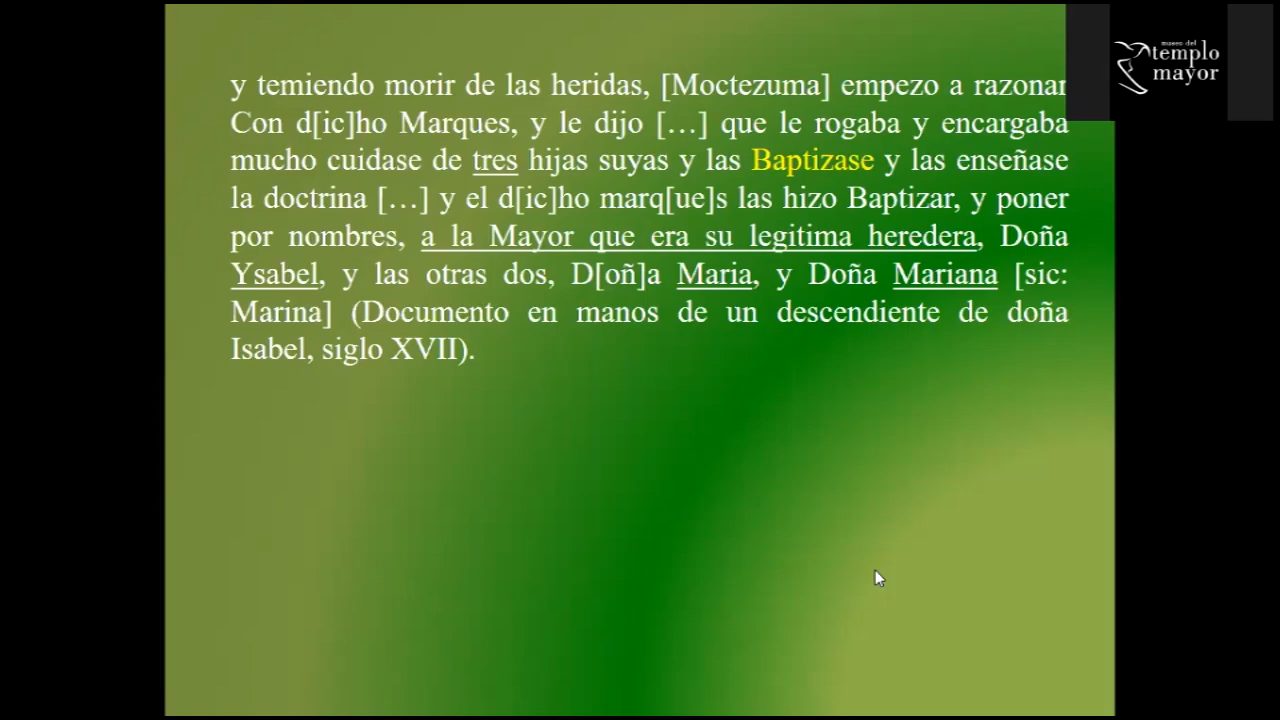 y temiendo morir de las heridas, [Moctezuma] empezo a razonar
Con d[ic]ho Marques, y le dijo […] que le rogaba y encargaba
mucho cuidase de tres hijas suyas y las Baptizase y las enseñase
la doctrina […] y el d[ic]ho marq[ue]s las hizo Baptizar, y poner
por nombres, a la Mayor que era su legitima heredera, Doña
Ysabel, y las otras dos, D[oñ]a Maria, y Doña Mariana [sic:
Marina] (Documento en manos de un descendiente de doña
Isabel, siglo XVII).
museo del
templo
mayor